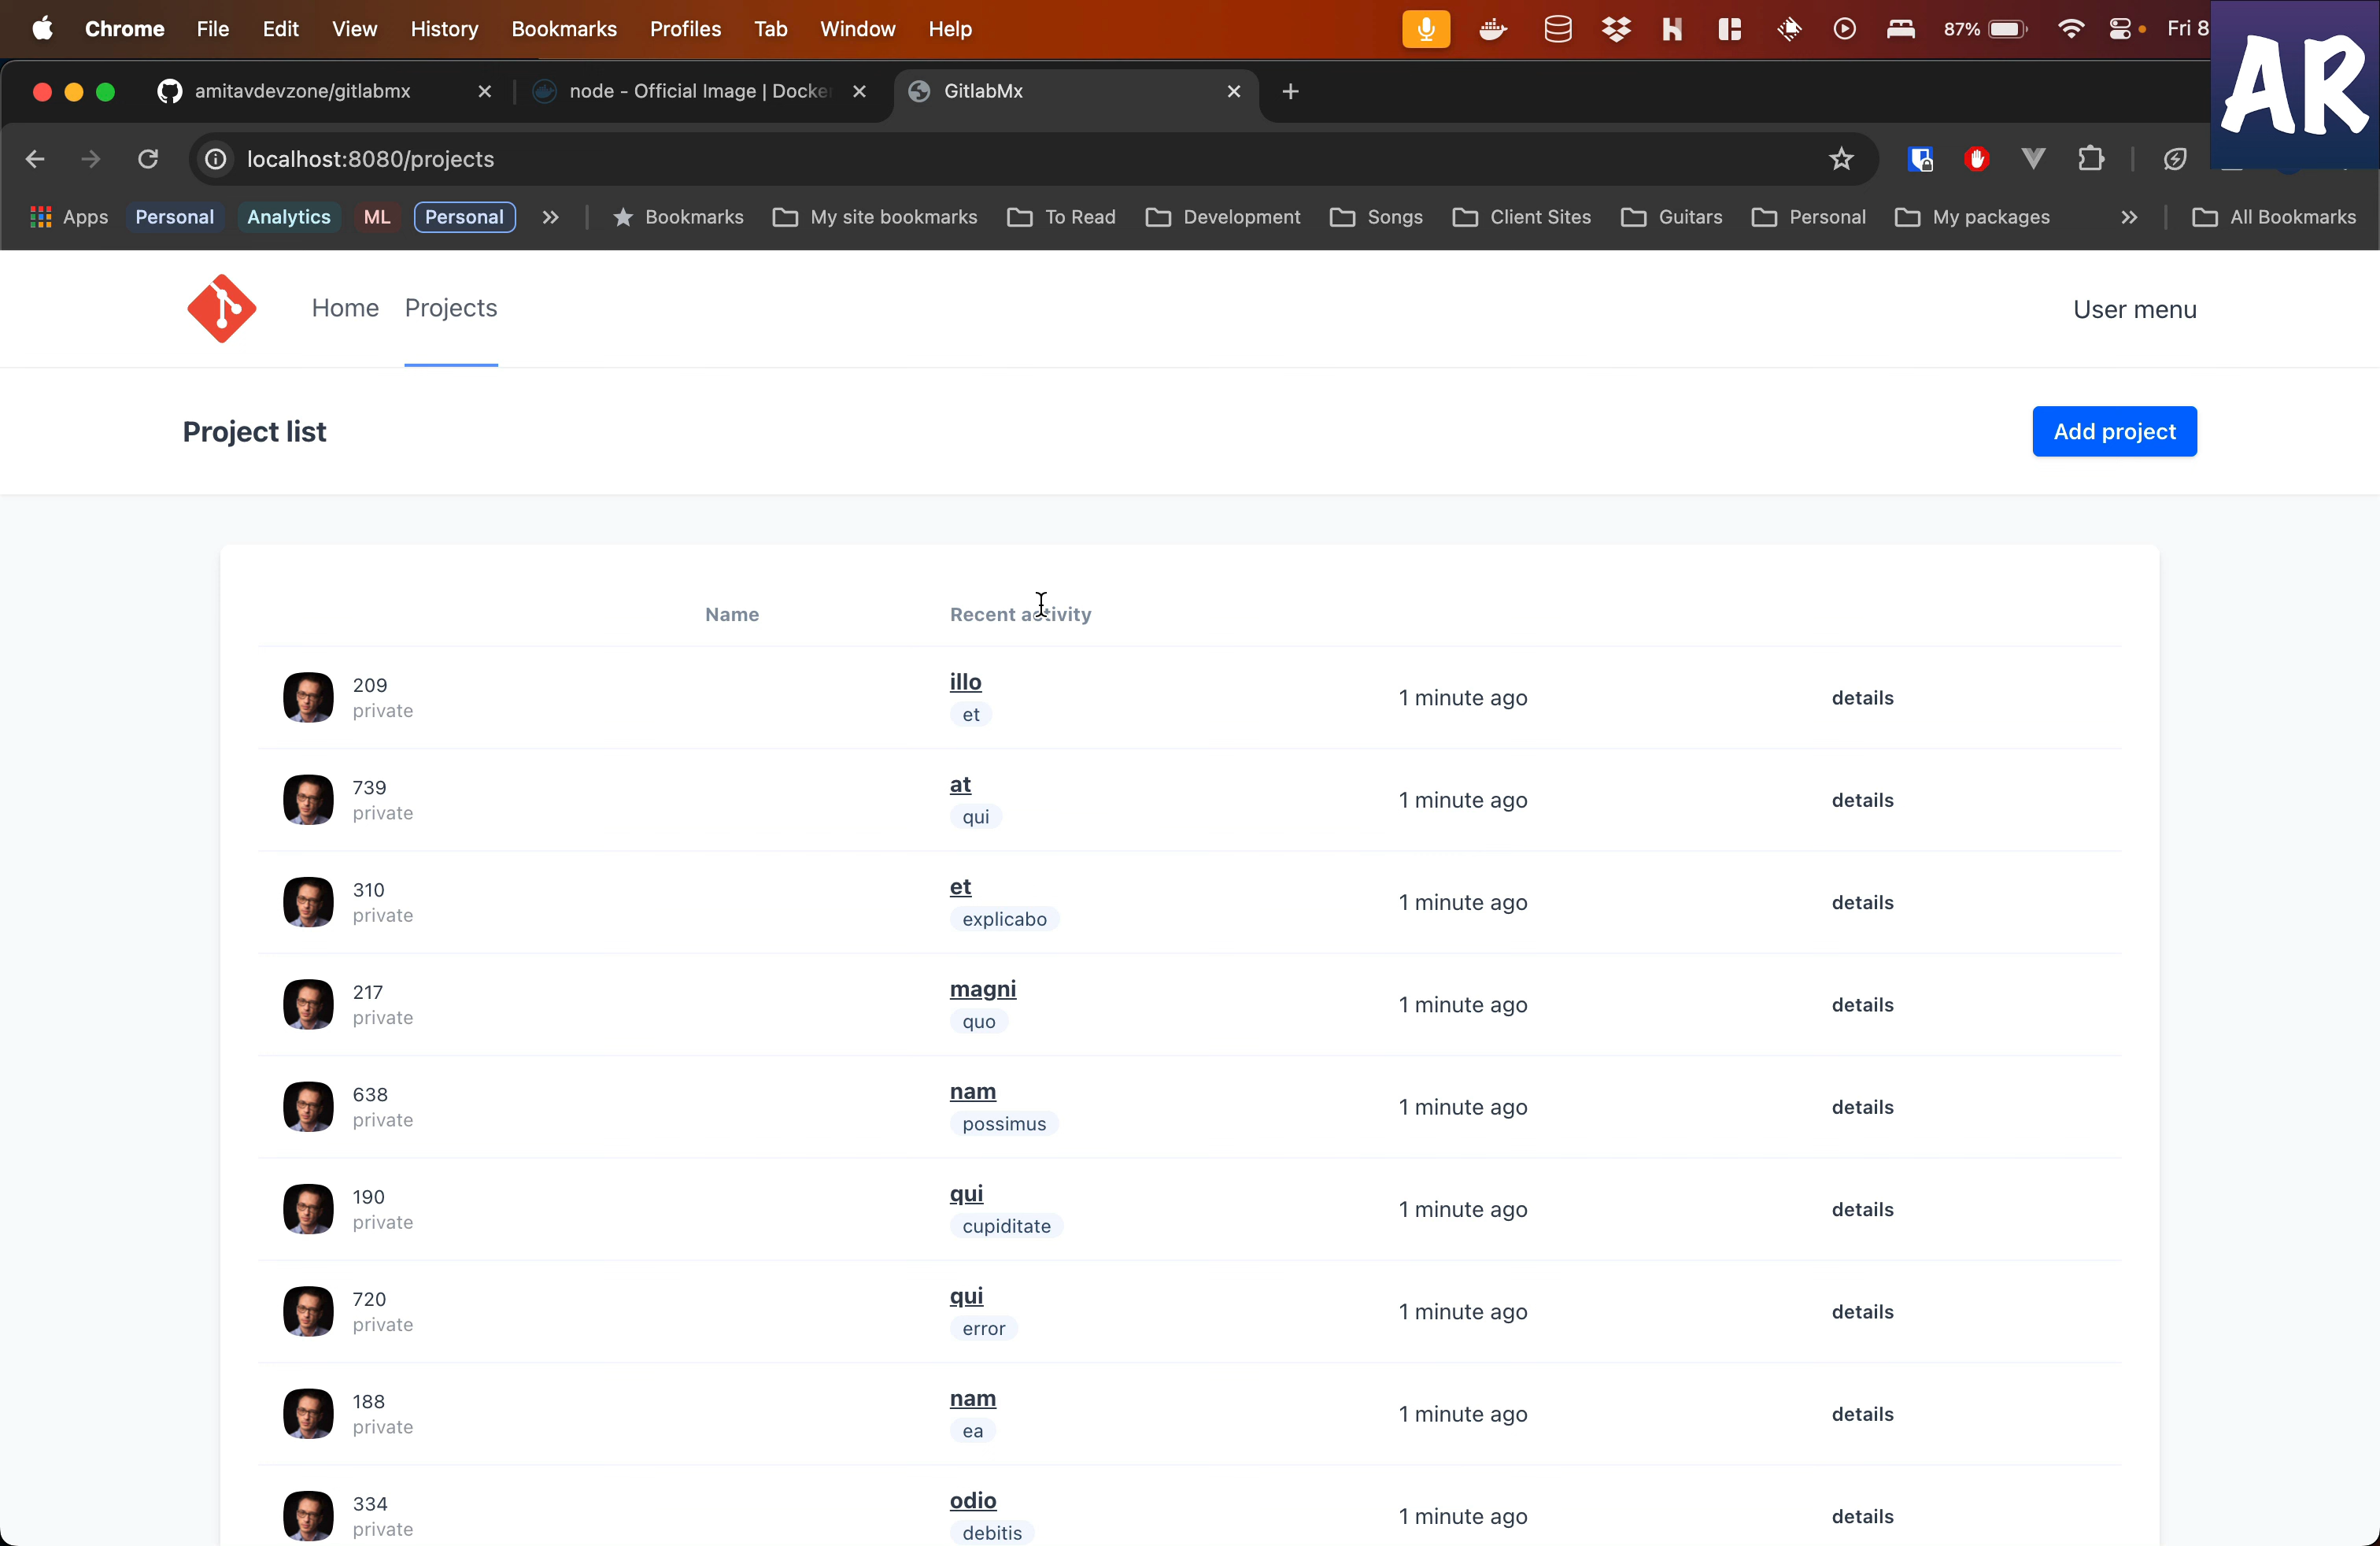 Chrome File Edit View History Bookmarks Profiles Tab Window Help 87% Fri 8
AR
amitavdevzone/gitlabmx node - Official Image | Docke GitlabMx
localhost:8080/projects
Apps Personal Analytics ML Personal Bookmarks My site bookmarks To Read Development Songs Client Sites Guitars Personal My packages All Bookmarks
Home Projects User menu
Project list Add project
Name Recent activity
209 illo 1 minute ago details
private et
739 at 1 minute ago details
private qui
310 et 1 minute ago details
private explicabo
217 magni 1 minute ago details
private quo
638 nam 1 minute ago details
private possimus
190 qui 1 minute ago details
private cupiditate
720 qui 1 minute ago details
private error
188 nam 1 minute ago details
private ea
334 odio 1 minute ago details
private debitis